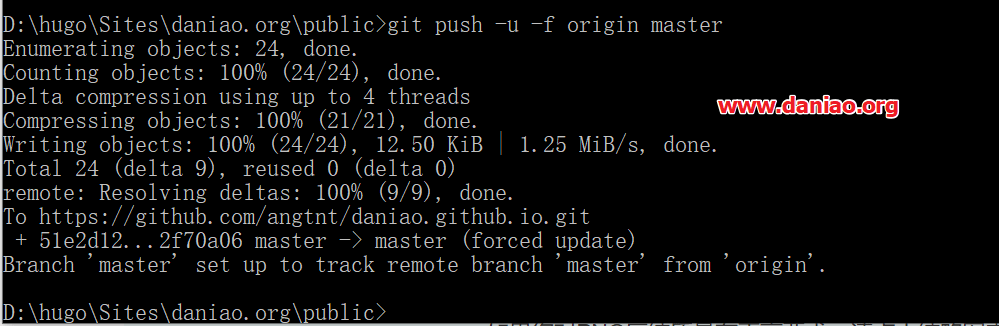 D:\hugo\Sites\daniao.org\public>git push -u -f origin master
Enumerating objects: 24, done.
Counting objects: 100% (24/24), done.
Delta compression using up to 4 threads
www.daniao.org
Compressing objects: 100% (21/21), done.
Writing objects: 100% (24/24), 12.50 KiB | 1.25 MiB/s, done.
Total 24 (delta 9), reused 0 (delta 0)
remote: Resolving deltas: 100% (9/9), done.
To https://github.com/angtnt/daniao.github.io.git
 + 51e2d12...2f70a06 master -> master (forced update)
Branch 'master' set up to track remote branch 'master' from 'origin'.
D:\hugo\Sites\daniao.org\public>